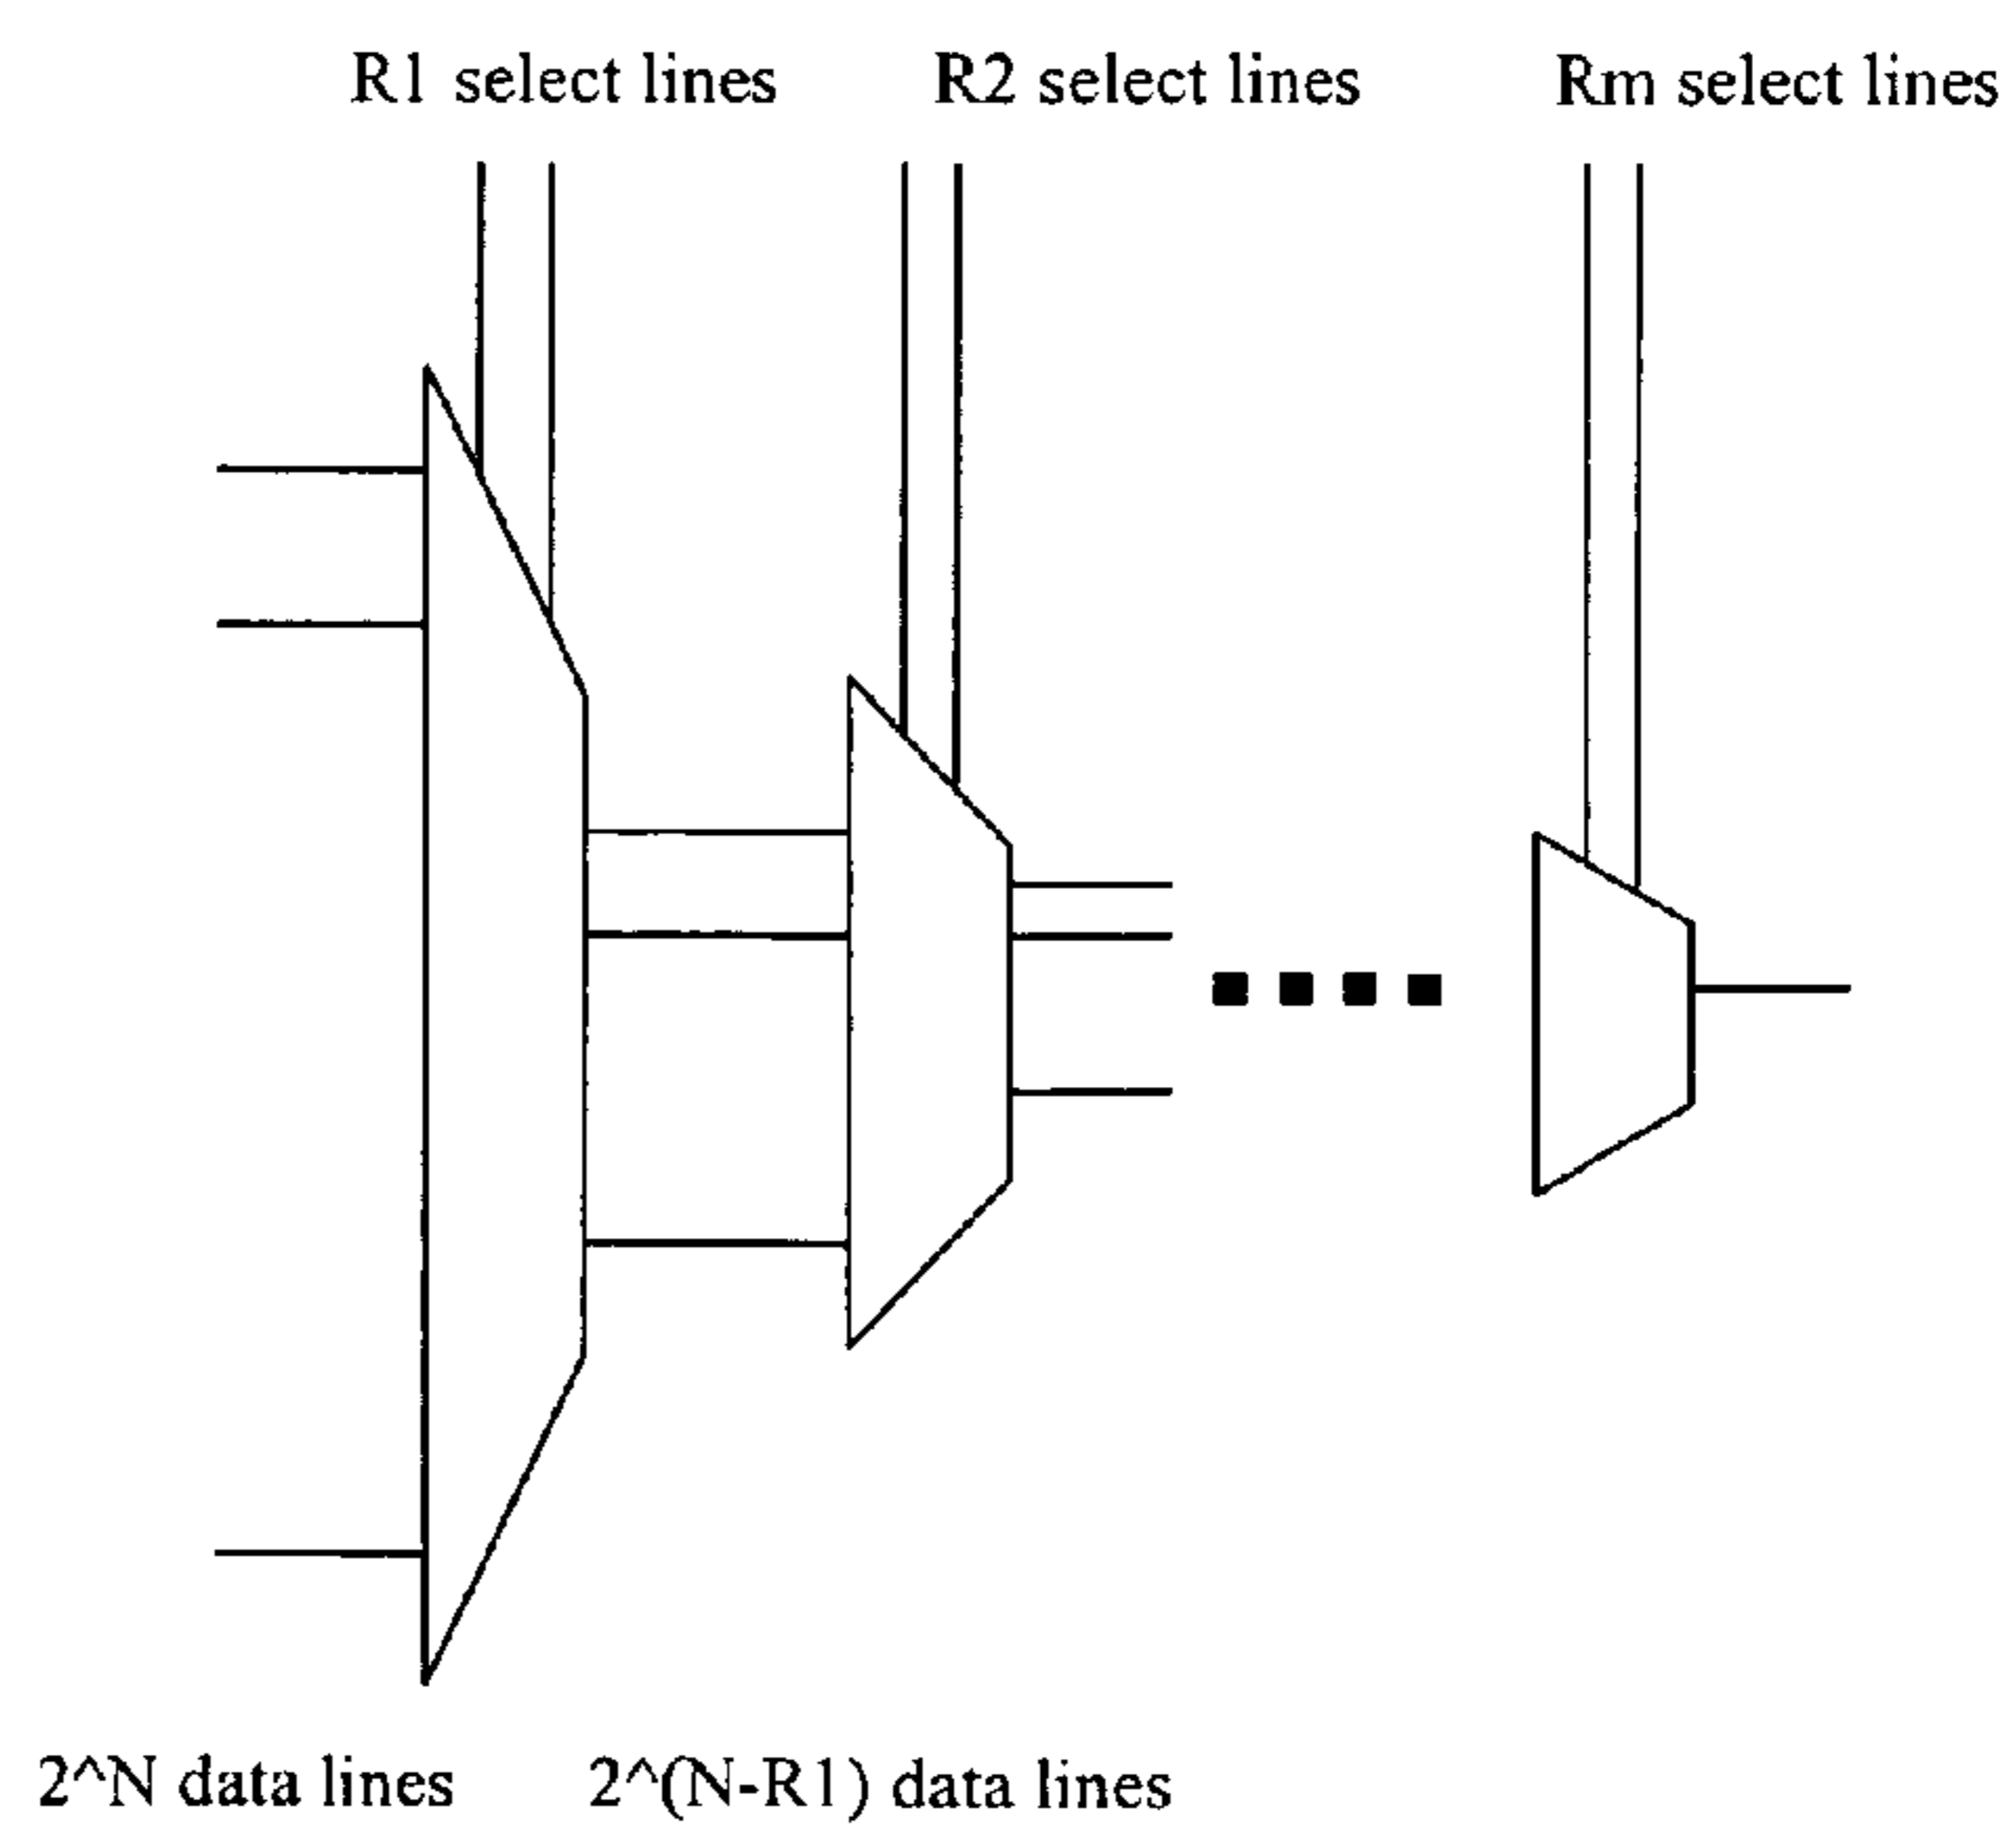 R1 select lines
R2 select lines
Rm select lines
2^N data lines
2^(N-R1) data lines